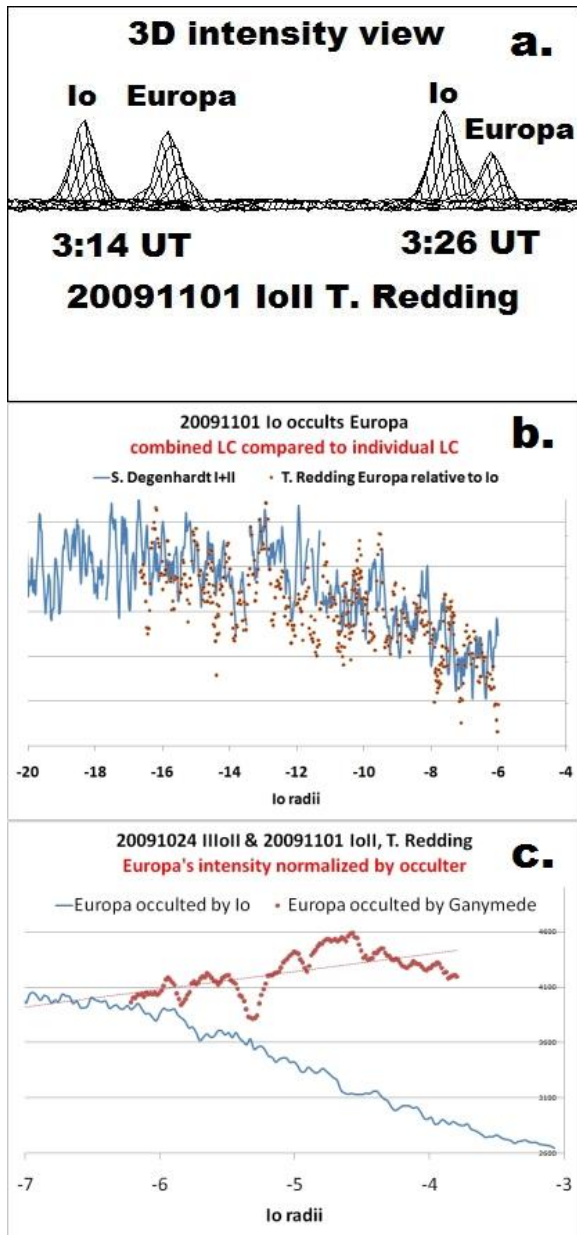 3D intensity view a.
Io Europa Io Europa
3:14 UT 3:26 UT
20091101 IoII T. Redding
20091101 Io occults Europa b.
combined LC compared to individual LC
S. Degenhardt I+II T. Redding Europa relative to Io
-20 -18 -16 -14 -12 -10 -8 -6 -4
Io radii
20091024 IIIoII & 20091101 IoII, T. Redding c.
Europa's intensity normalized by occulter
Europa occulted by Io Europa occulted by Ganymede
4600
4100
3600
3100
2600
-7 -6 -5 -4 -3
Io radii